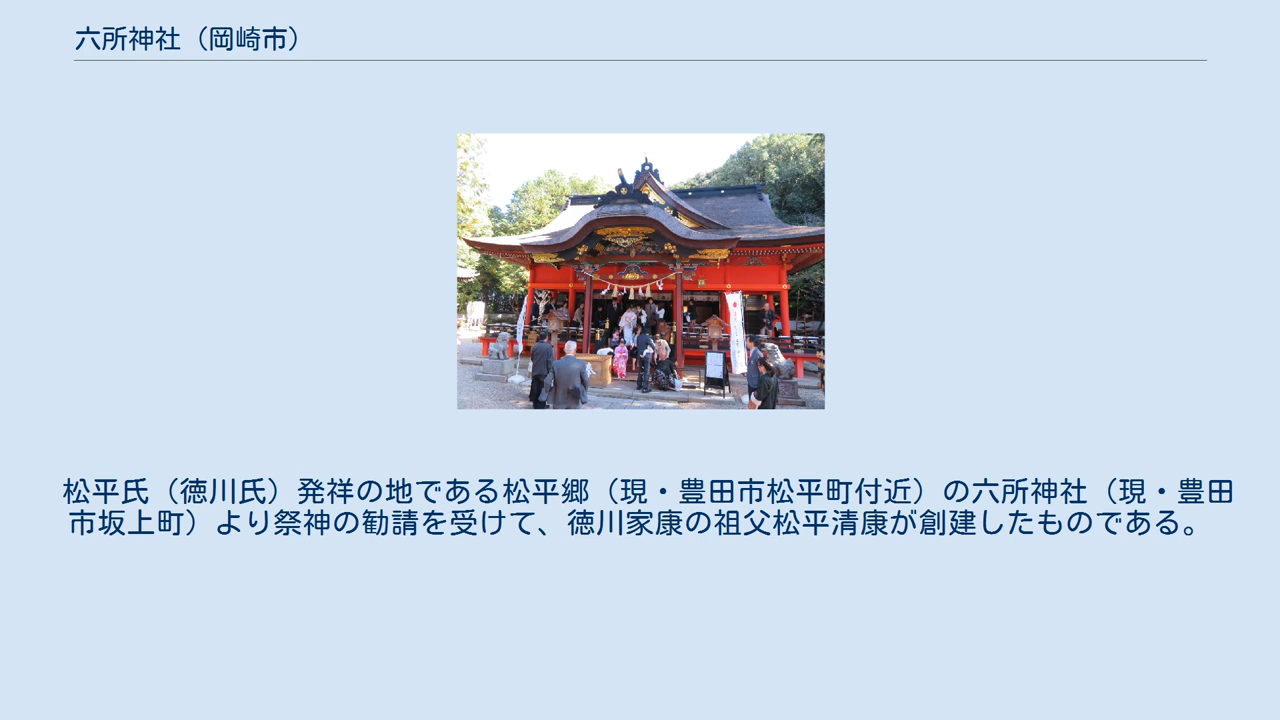 六所神社（岡崎市）
松平氏（徳川氏）発祥の地である松平郷（現・豊田市松平町付近）の六所神社（現・豊田
市坂上町）より祭神の勧請を受けて、徳川家康の祖父松平清康が創建したものである。